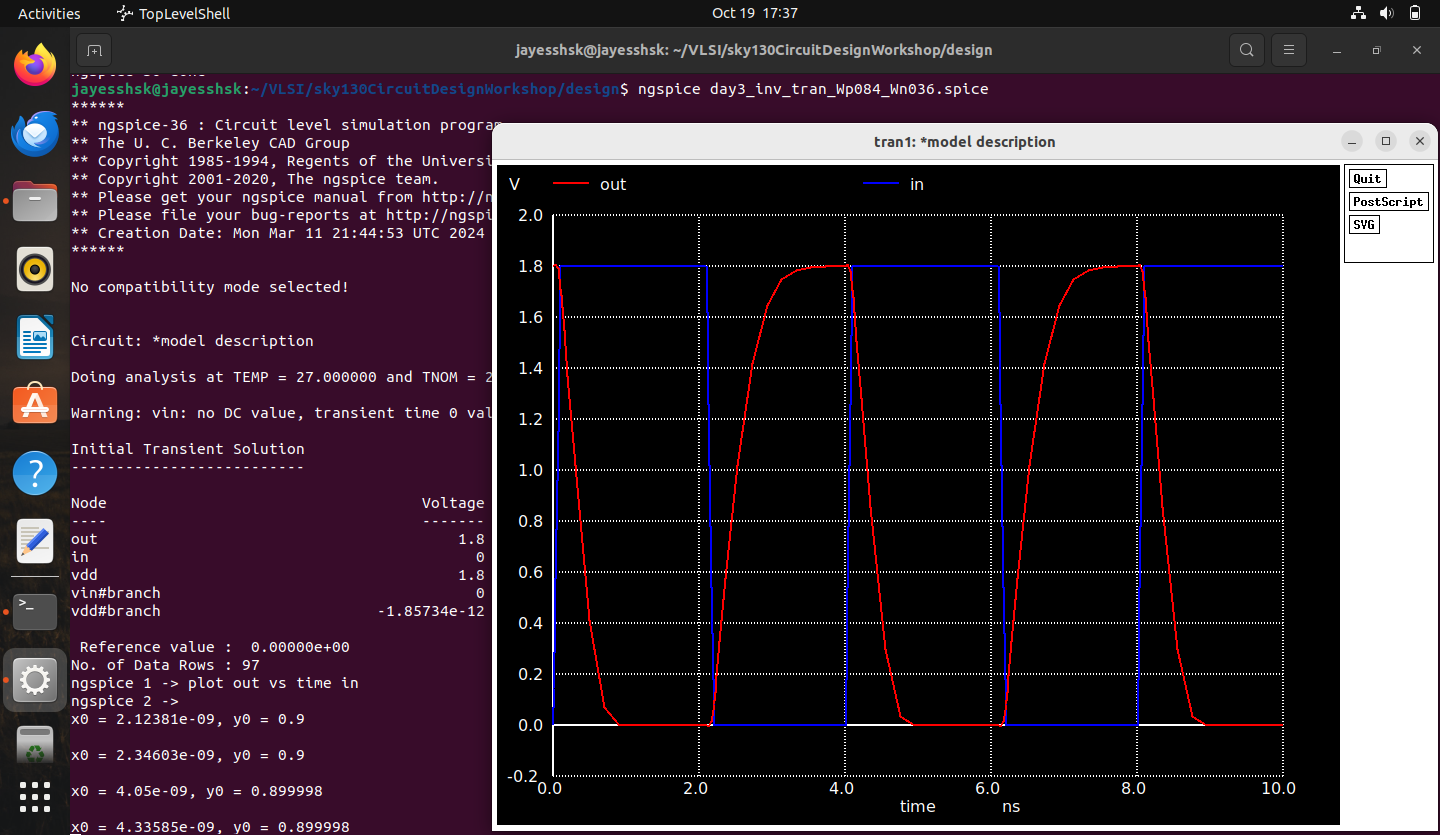 Activities TopLevelShell Oct 19 17:37
jayesshsk@jayesshsk: ~/VLSI/sky130CircuitDesignWorkshop/design
jayesshsk@jayesshsk:~/VLSI/sky130CircuitDesignWorkshop/design$ ngspice day3_inv_tran_Wp084_Wn036.spice
******
** ngspice-36 : Circuit level simulation program
** The U. C. Berkeley CAD Group
** Copyright 1985-1994, Regents of the Universi
** Copyright 2001-2020, The ngspice team.
** Please get your ngspice manual from http://n
** Please file your bug-reports at http://ngspi
** Creation Date: Mon Mar 11 21:44:53 UTC 2024
******
No compatibility mode selected!
Circuit: *model description
Doing analysis at TEMP = 27.000000 and TNOM = 2
Warning: vin: no DC value, transient time 0 val
Initial Transient Solution
--------------------------
Node Voltage
---- -------
out 1.8
in 0
vdd 1.8
vin#branch 0
vdd#branch -1.85734e-12
Reference value : 0.00000e+00
No. of Data Rows : 97
ngspice 1 -> plot out vs time in
ngspice 2 ->
x0 = 2.12381e-09, y0 = 0.9
x0 = 2.34603e-09, y0 = 0.9
x0 = 4.05e-09, y0 = 0.899998
x0 = 4.33585e-09, y0 = 0.899998
tran1: *model description
V out in
2.0
1.8
1.6
1.4
1.2
1.0
0.8
0.6
0.4
0.2
0.0
-0.2
0.0 2.0 4.0 6.0 8.0 10.0
time ns
Quit
PostScript
SVG